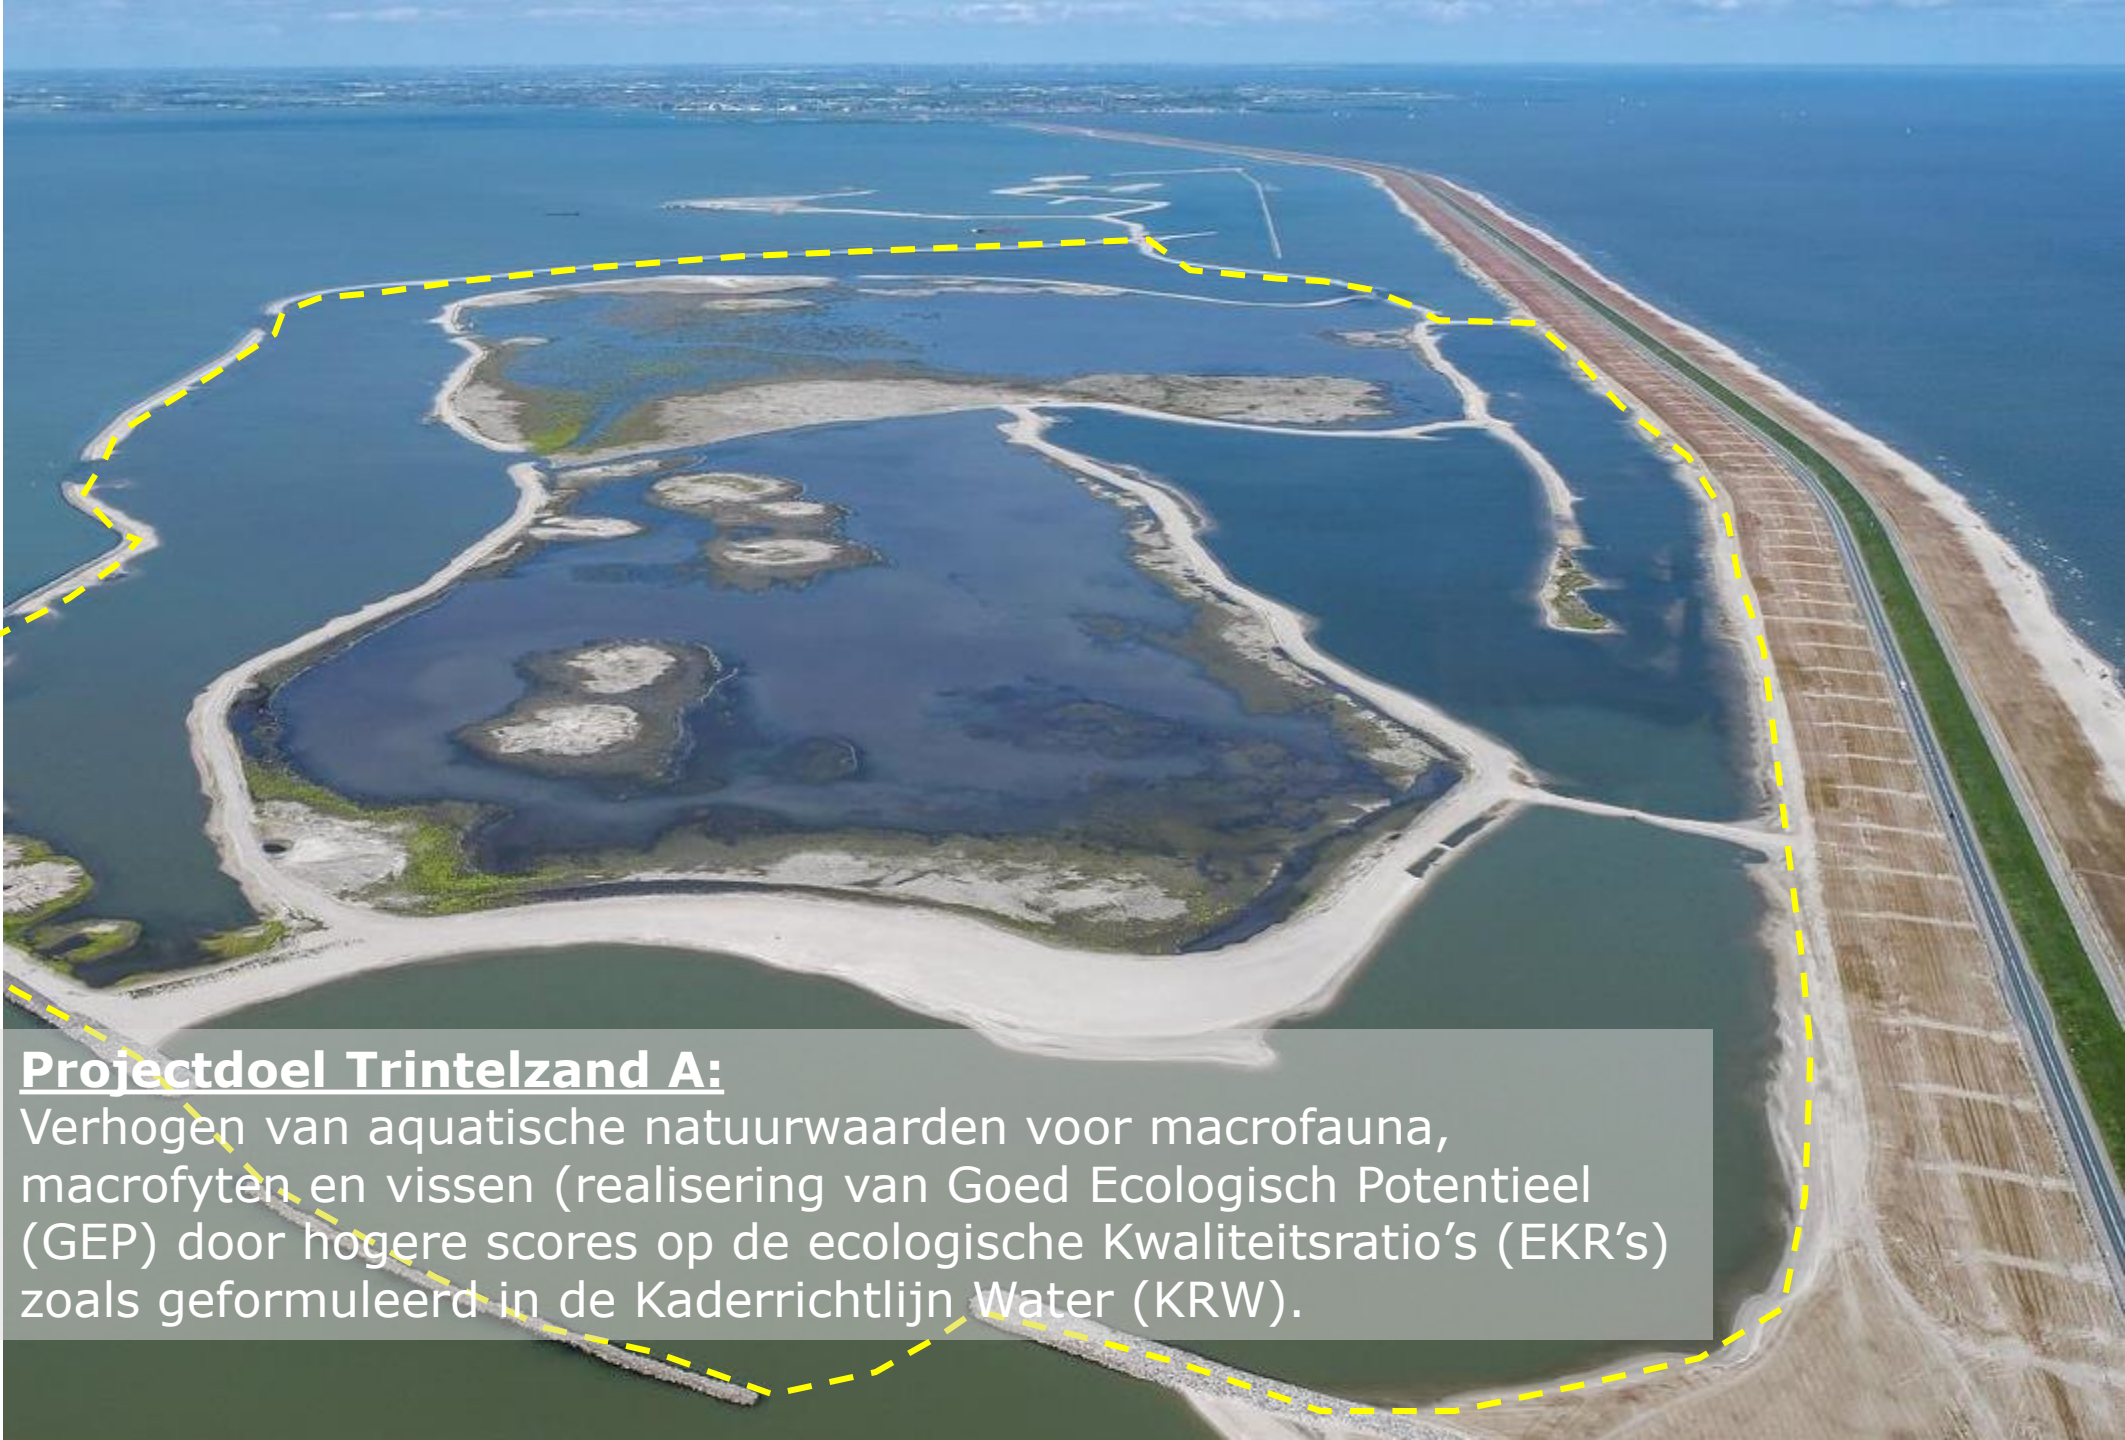 Projectdoel Trintelzand A:
Verhogen van aquatische natuurwaarden voor macrofauna,
macrofyten en vissen (realisering van Goed Ecologisch Potentieel
(GEP) door hogere scores op de ecologische Kwaliteitsratio’s (EKR’s)
zoals geformuleerd in de Kaderrichtlijn Water (KRW).